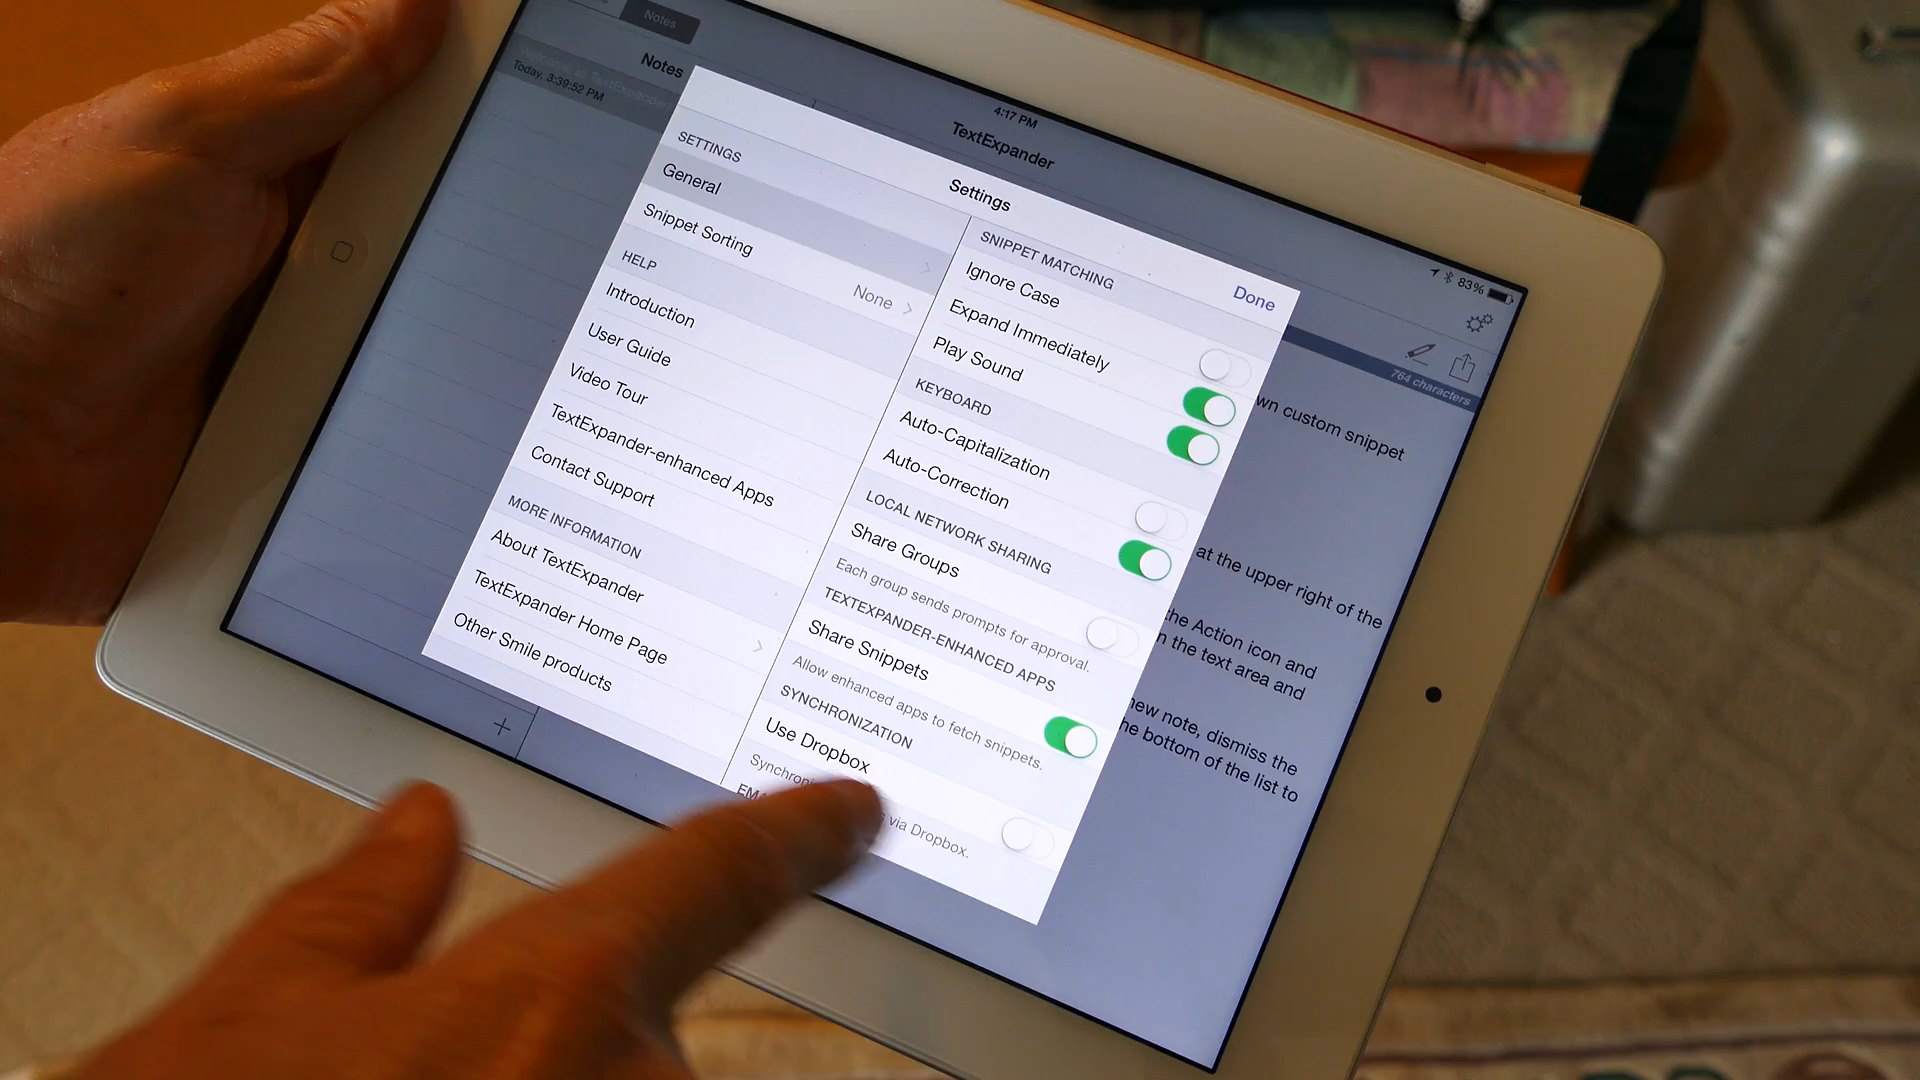 Notes
Notes
Welcome to TextExpander
Today, 3:39:52 PM
4:17 PM
TextExpander
83%
764 characters
Settings
Done
SETTINGS
General
Snippet Sorting
None
HELP
Introduction
User Guide
Video Tour
TextExpander-enhanced Apps
Contact Support
MORE INFORMATION
About TextExpander
TextExpander Home Page
Other Smile products
SNIPPET MATCHING
Ignore Case
Expand Immediately
Play Sound
KEYBOARD
Auto-Capitalization
Auto-Correction
LOCAL NETWORK SHARING
Share Groups
Each group sends prompts for approval.
TEXTEXPANDER-ENHANCED APPS
Share Snippets
Allow enhanced apps to fetch snippets.
SYNCHRONIZATION
Use Dropbox
via Dropbox.
wn custom snippet
at the upper right of the
the Action icon and
n the text area and
new note, dismiss the
he bottom of the list to